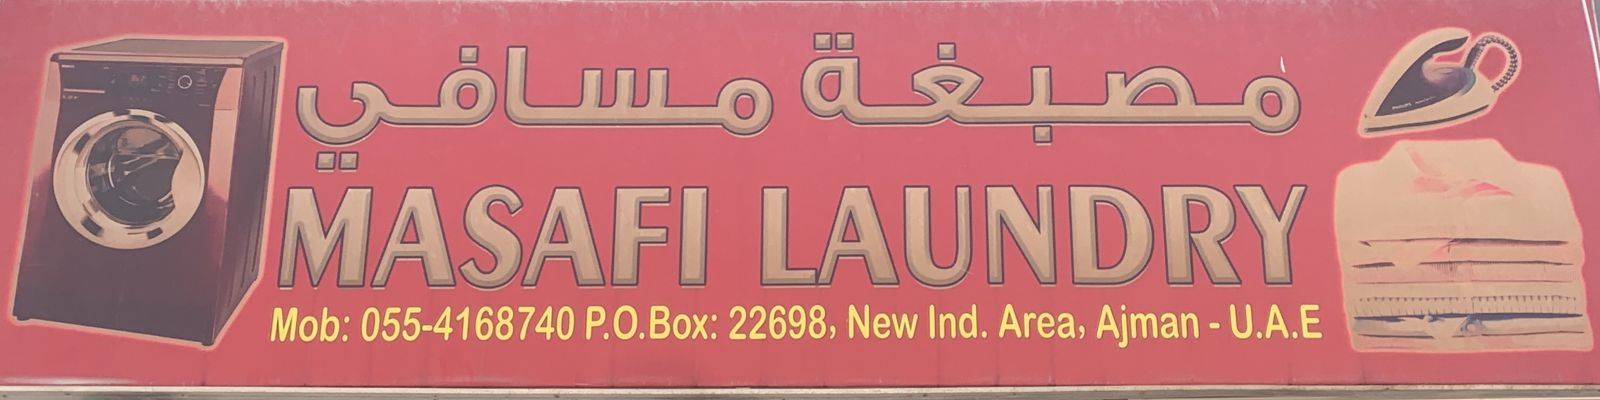 مصبغة مسافي
MASAFI LAUNDRY
Mob: 055-4168740 P.O.Box: 22698, New Ind. Area, Ajman - U.A.E